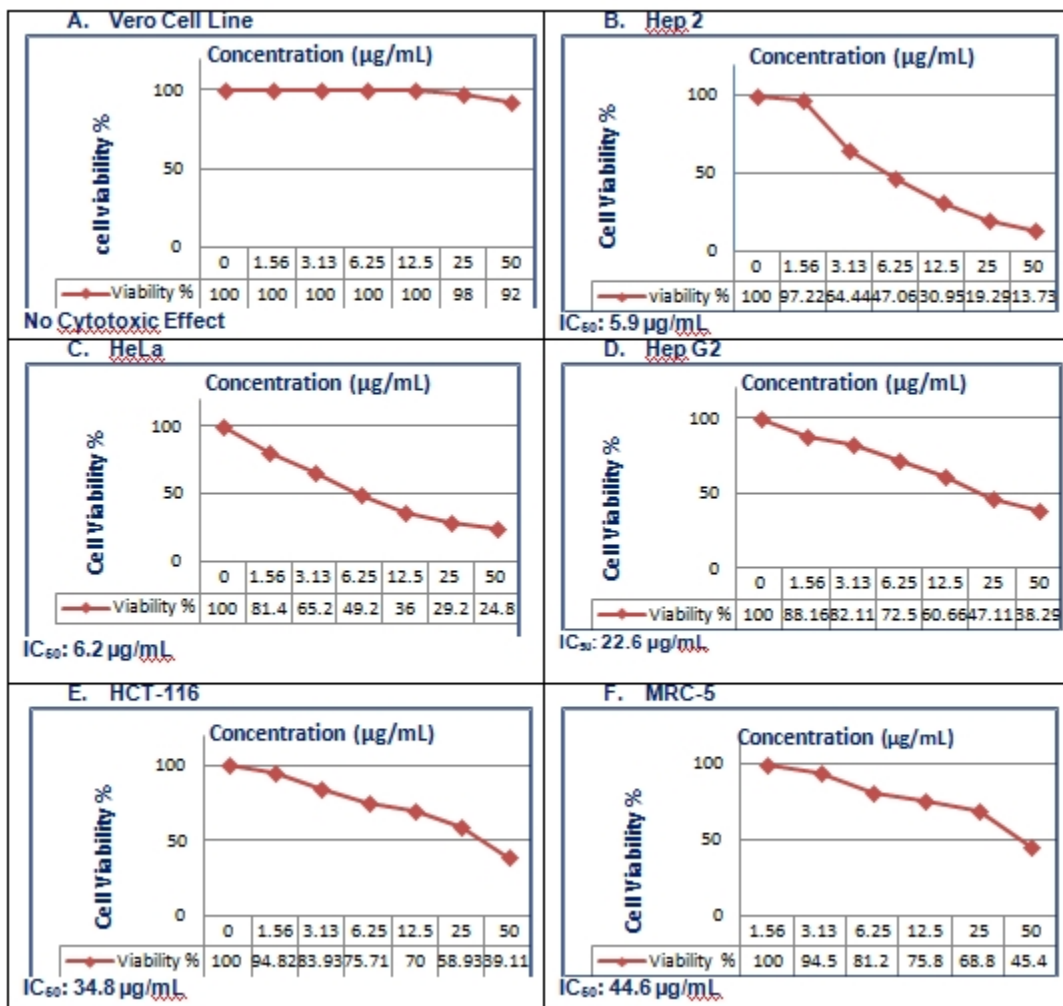 A. Vero Cell Line
Concentration (µg/mL)
cell viability %
100
50
0
0 1.56 3.13 6.25 12.5 25 50
Viability % 100 100 100 100 100 98 92
No Cytotoxic Effect
B. Hep 2
Concentration (µg/mL)
Cell Viability %
100
50
0
0 1.56 3.13 6.25 12.5 25 50
viability % 100 97.22 64.44 47.06 30.95 19.29 13.73
IC50: 5.9 µg/mL
C. HeLa
Concentration (µg/mL)
Cell Viability %
100
50
0
0 1.56 3.13 6.25 12.5 25 50
Viability % 100 81.4 65.2 49.2 36 29.2 24.8
IC50: 6.2 µg/mL
D. Hep G2
Concentration (µg/mL)
Cell Viability %
100
50
0
0 1.56 3.13 6.25 12.5 25 50
Viability % 100 88.16 82.11 72.5 60.66 47.11 38.29
IC50: 22.6 µg/mL
E. HCT-116
Concentration (µg/mL)
Cell Viability %
100
50
0
0 1.56 3.13 6.25 12.5 25 50
Viability % 100 94.82 83.93 75.71 70 58.93 39.11
IC50: 34.8 µg/mL
F. MRC-5
Concentration (µg/mL)
Cell Viability %
100
50
0
1.56 3.13 6.25 12.5 25 50
Viability % 100 94.5 81.2 75.8 68.8 45.4
IC50: 44.6 µg/mL